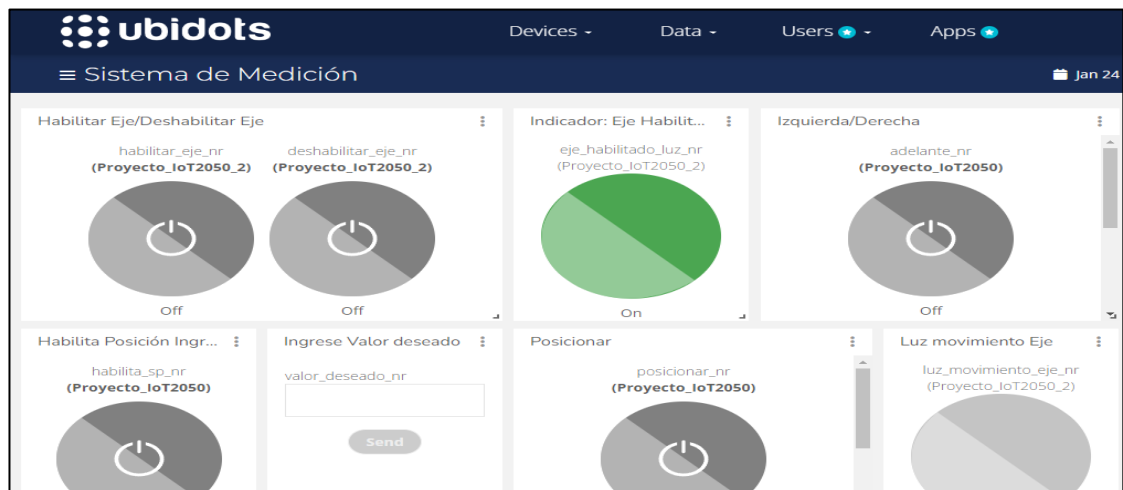 ubidots
Devices
Data
Users
Apps
Sistema de Medición
Jan 24
Habilitar Eje/Deshabilitar Eje
habilitar_eje_nr
(Proyecto_IoT2050_2)
Off
deshabilitar_eje_nr
(Proyecto_IoT2050_2)
Off
Indicador: Eje Habilit...
eje_habilitado_luz_nr
(Proyecto_IoT2050_2)
On
Izquierda/Derecha
adelante_nr
(Proyecto_IoT2050)
Off
Habilita Posición Ingr...
habilita_sp_nr
(Proyecto_IoT2050)
Ingrese Valor deseado
valor_deseado_nr
Send
Posicionar
posicionar_nr
(Proyecto_IoT2050)
Luz movimiento Eje
luz_movimiento_eje_nr
(Proyecto_IoT2050_2)